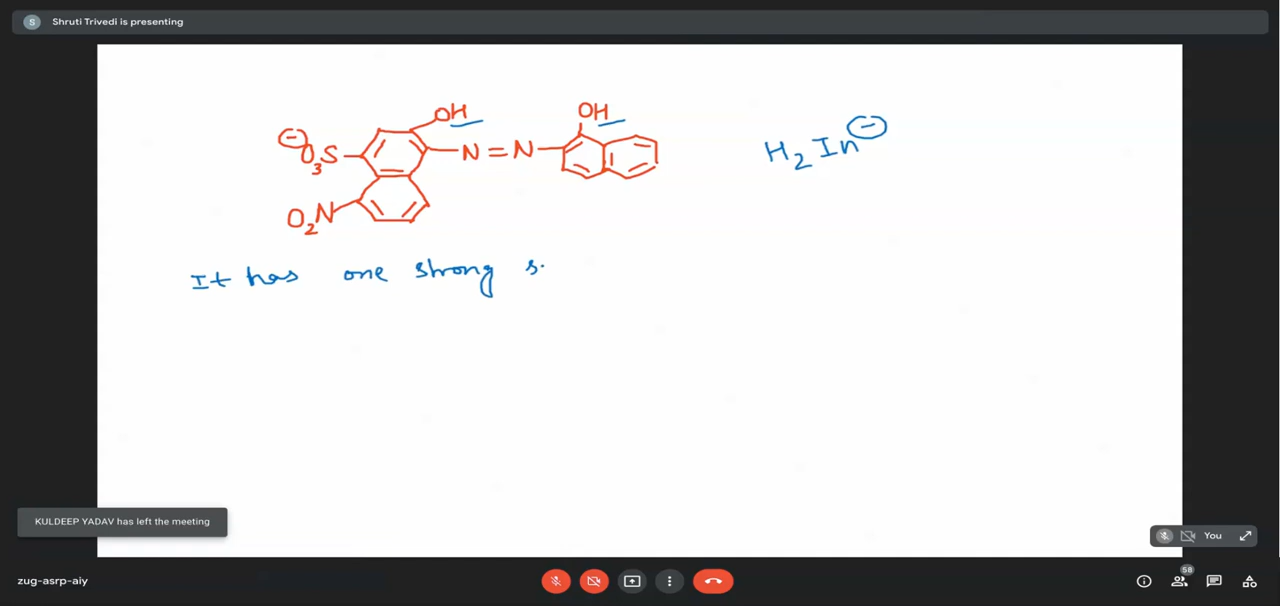 S Shruti Trivedi is presenting
OH OH
⊖O₃S N=N H₂In⊖
O₂N
It has one strong s
KULDEEP YADAV has left the meeting
You
zug-asrp-aiy
58